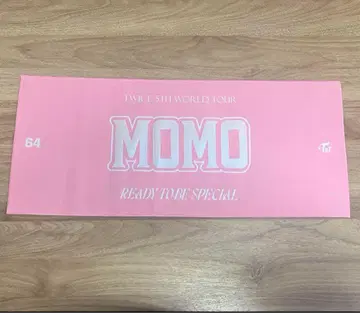 TWICE 5TH WORLD TOUR
64
MOMO
READY TO BE SPECIAL